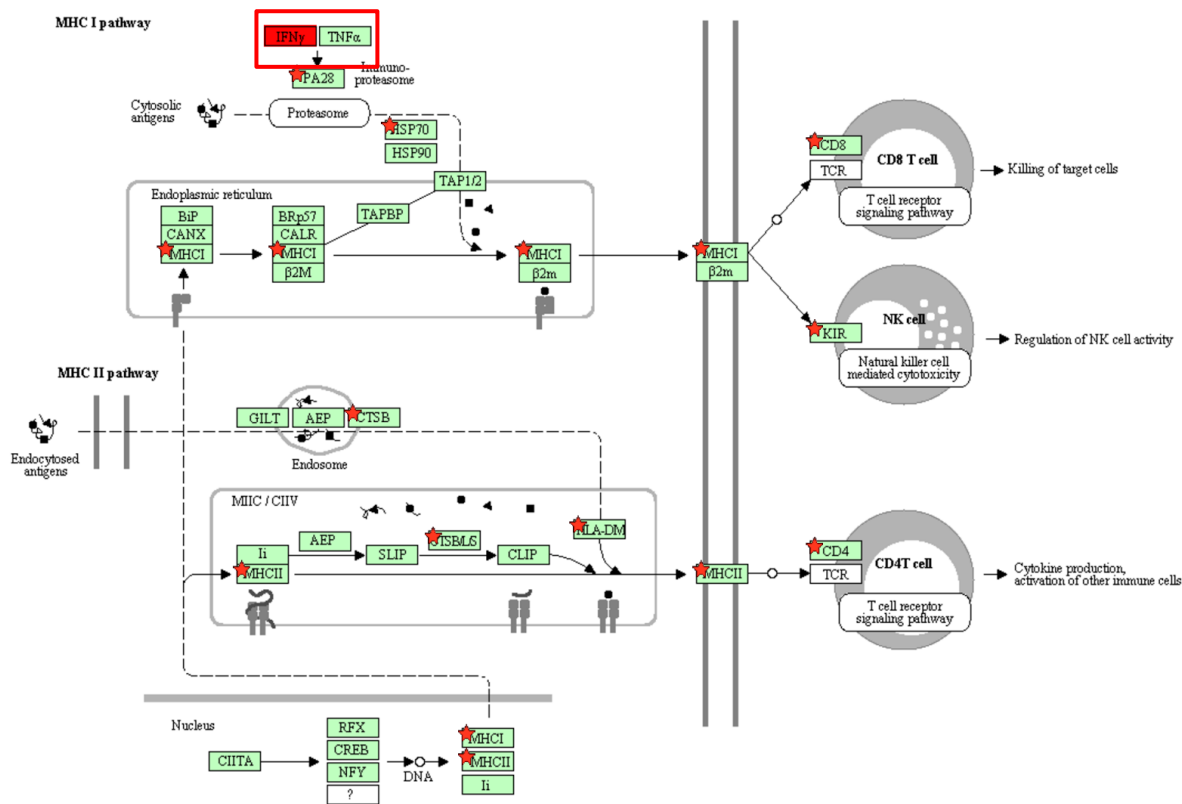 MHC I pathway
IFNγ
TNFα
PA28
Immuno-
proteasome
Cytosolic
antigens
Proteasome
HSP70
HSP90
TAP1/2
Endoplasmic reticulum
TAPBP
BiP
CANX
MHCI
BRp57
CALR
MHCI
β2M
MHCI
β2m
MHCI
β2m
CD8
TCR
CD8 T cell
T cell receptor
signaling pathway
Killing of target cells
NK cell
KIR
Natural killer cell
mediated cytotoxicity
Regulation of NK cell activity
MHC II pathway
GILT
AEP
CTSB
Endosome
Endocytosed
antigens
MIIC / CIIV
Ii
MHCII
AEP
SLIP
CTSB/L/S
CLIP
HLA-DM
MHCII
CD4
TCR
CD4T cell
T cell receptor
signaling pathway
Cytokine production,
activation of other immune cells
Nucleus
CIITA
RFX
CREB
NFY
?
DNA
MHCI
MHCII
Ii